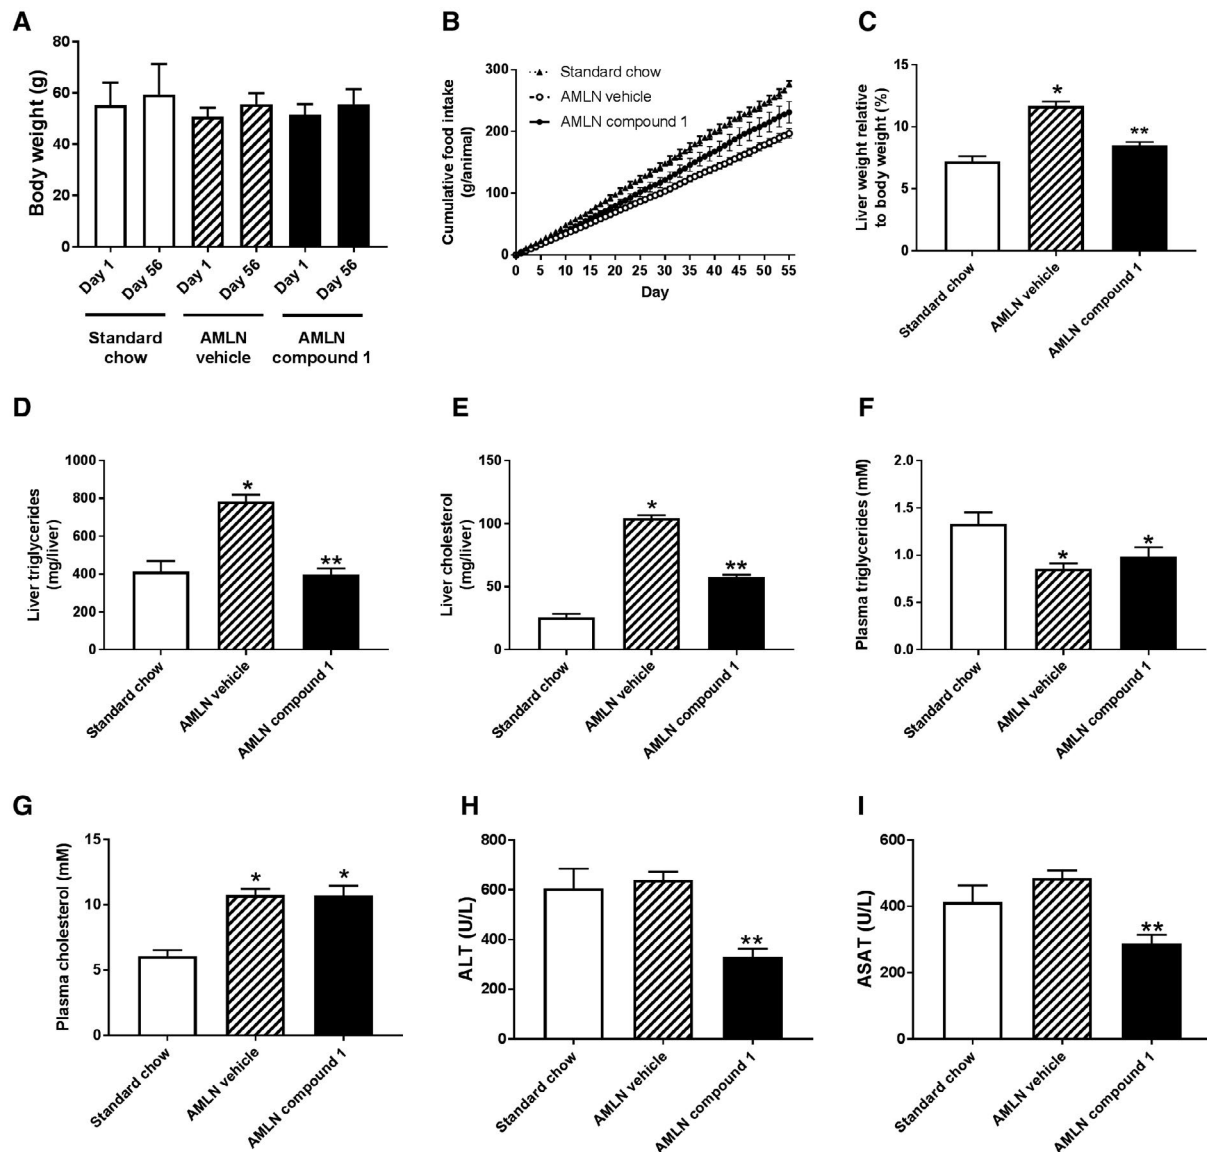 A
Body weight (g)
80
60
40
20
0
Day 1
Day 56
Day 1
Day 56
Day 1
Day 56
Standard
chow
AMLN
vehicle
AMLN
compound 1
B
Cumulative food intake
(g/animal)
300
200
100
0
Standard chow
AMLN vehicle
AMLN compound 1
0 5 10 15 20 25 30 35 40 45 50 55
Day
C
Liver weight relative
to body weight (%)
15
10
5
0
*
**
Standard chow
AMLN vehicle
AMLN compound 1
D
Liver triglycerides
(mg/liver)
1000
800
600
400
200
0
*
**
Standard chow
AMLN vehicle
AMLN compound 1
E
Liver cholesterol
(mg/liver)
150
100
50
0
*
**
Standard chow
AMLN vehicle
AMLN compound 1
F
Plasma triglycerides (mM)
2.0
1.5
1.0
0.5
0.0
*
*
Standard chow
AMLN vehicle
AMLN compound 1
G
Plasma cholesterol (mM)
15
10
5
0
*
*
Standard chow
AMLN vehicle
AMLN compound 1
H
ALT (U/L)
800
600
400
200
0
**
Standard chow
AMLN vehicle
AMLN compound 1
I
ASAT (U/L)
600
400
200
0
**
Standard chow
AMLN vehicle
AMLN compound 1